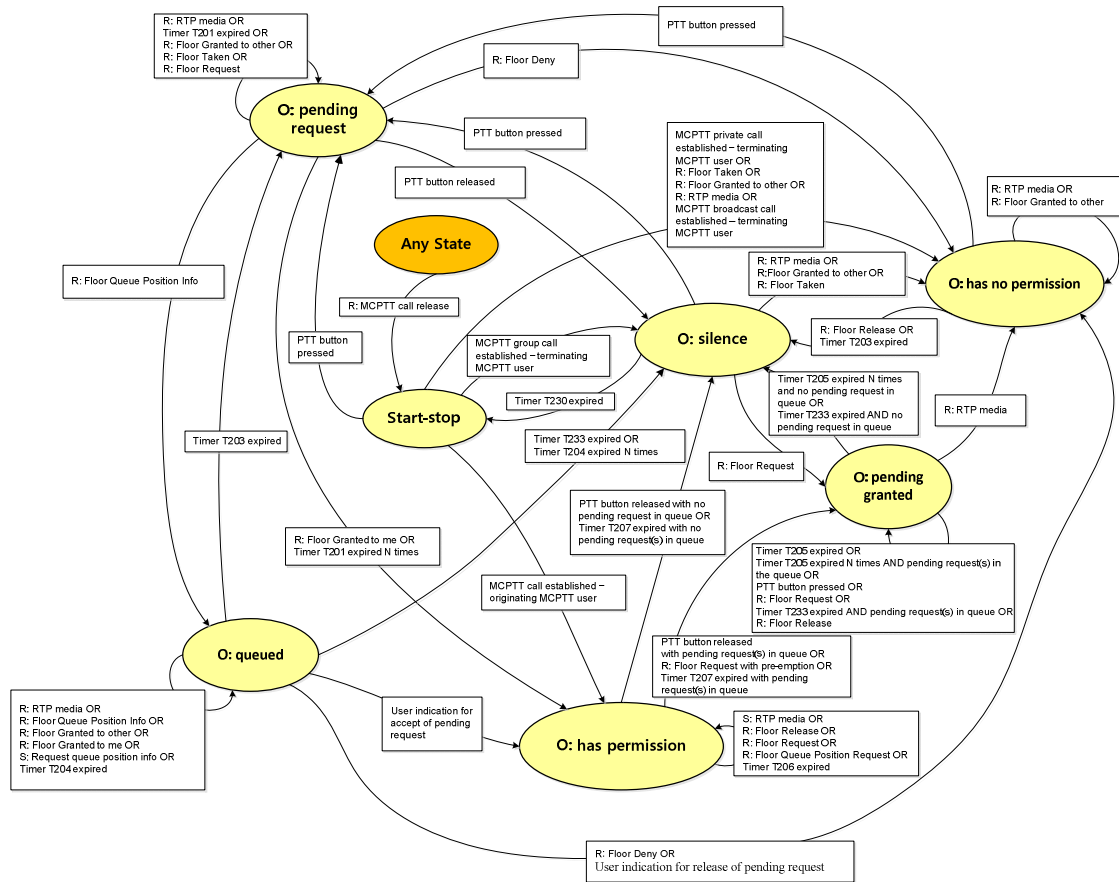 R: RTP media OR
Timer T201 expired OR
R: Floor Granted to other OR
R: Floor Taken OR
R: Floor Request
PTT button pressed
R: Floor Deny
O: pending
request
PTT button pressed
MCPTT private call
established – terminating
MCPTT user OR
R: Floor Taken OR
R: Floor Granted to other OR
R: RTP media OR
MCPTT broadcast call
established – terminating
MCPTT user
PTT button released
R: RTP media OR
R: Floor Granted to other
Any State
R: Floor Queue Position Info
R: RTP media OR
R:Floor Granted to other OR
R: Floor Taken
O: has no permission
R: MCPTT call release
PTT button
pressed
MCPTT group call
established – terminating
MCPTT user
O: silence
R: Floor Release OR
Timer T203 expired
Timer T205 expired N times
and no pending request in
queue OR
Timer T233 expired AND no
pending request in queue
Start-stop
Timer T230 expired
R: RTP media
Timer T203 expired
Timer T233 expired OR
Timer T204 expired N times
R: Floor Request
O: pending
granted
PTT button released with no
pending request in queue OR
Timer T207 expired with no
pending request(s) in queue
R: Floor Granted to me OR
Timer T201 expired N times
Timer T205 expired OR
Timer T205 expired N times AND pending request(s) in
the queue OR
PTT button pressed OR
R: Floor Request OR
Timer T233 expired AND pending request(s) in queue OR
R: Floor Release
MCPTT call established –
originating MCPTT user
O: queued
PTT button released
with pending request(s) in queue OR
R: Floor Request with pre-emption OR
Timer T207 expired with pending
request(s) in queue
R: RTP media OR
R: Floor Queue Position Info OR
R: Floor Granted to other OR
R: Floor Granted to me OR
S: Request queue position info OR
Timer T204 expired
User indication for
accept of pending
request
O: has permission
S: RTP media OR
R: Floor Release OR
R: Floor Request OR
R: Floor Queue Position Request OR
Timer T206 expired
R: Floor Deny OR
User indication for release of pending request